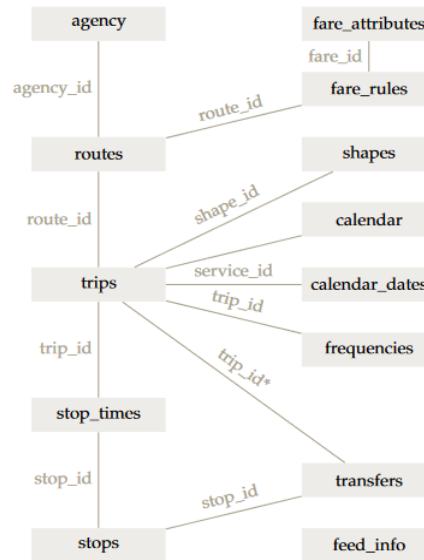 agency
fare_attributes
agency_id
fare_id
route_id
fare_rules
routes
shapes
route_id
shape_id
calendar
trips
service_id
calendar_dates
trip_id
trip_id
frequencies
trip_id*
stop_times
stop_id
stop_id
transfers
stops
feed_info